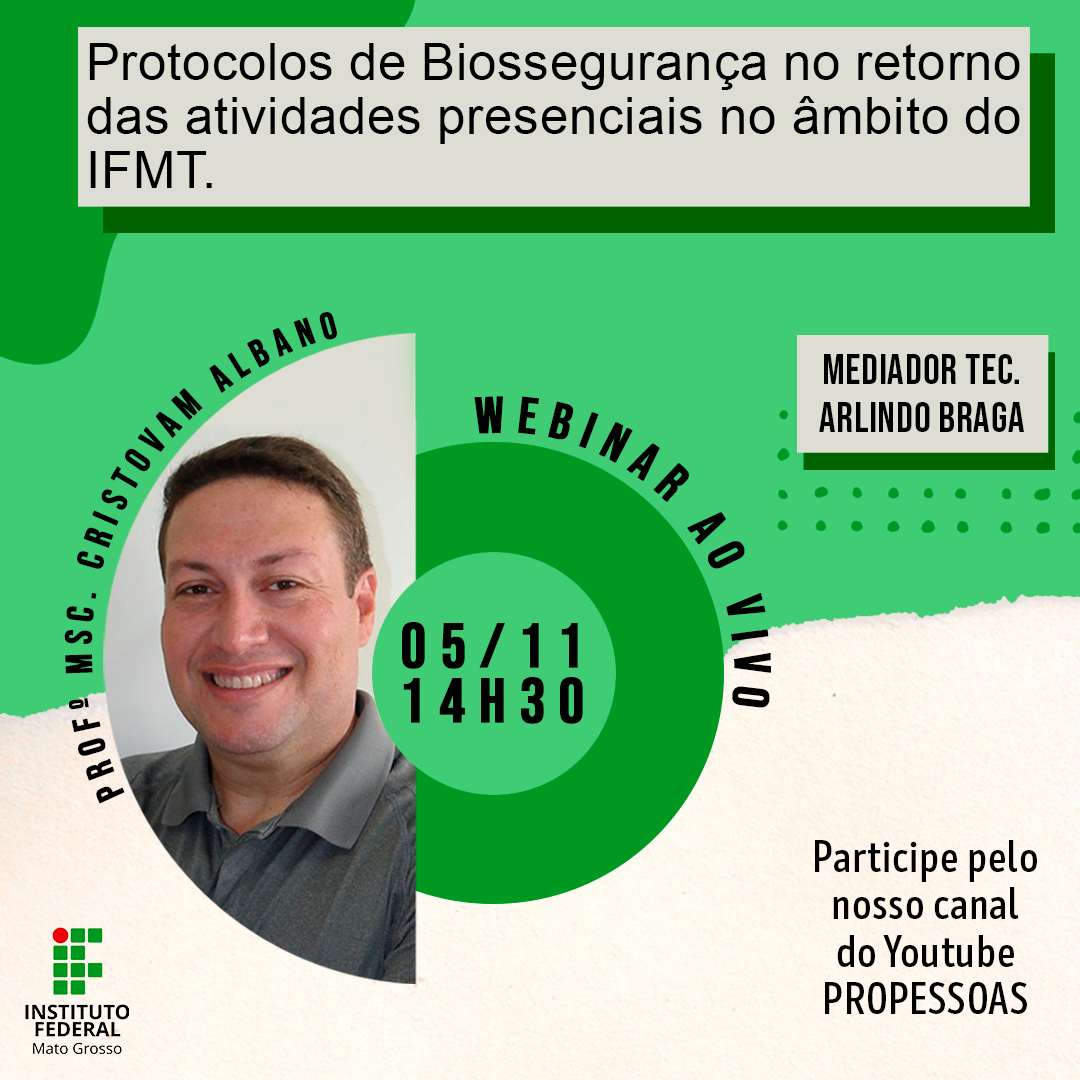 Protocolos de Biossegurança no retorno
das atividades presenciais no âmbito do
IFMT.
PROFº MSC. CRISTOVAM ALBANO
WEBINAR AO VIVO
MEDIADOR TEC.
ARLINDO BRAGA
05/11
14H30
Participe pelo
nosso canal
do Youtube
PROPESSOAS
INSTITUTO
FEDERAL
Mato Grosso